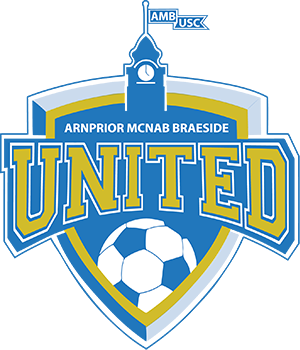 AMB
USC
ARNPRIOR MCNAB BRAESIDE
UNITED